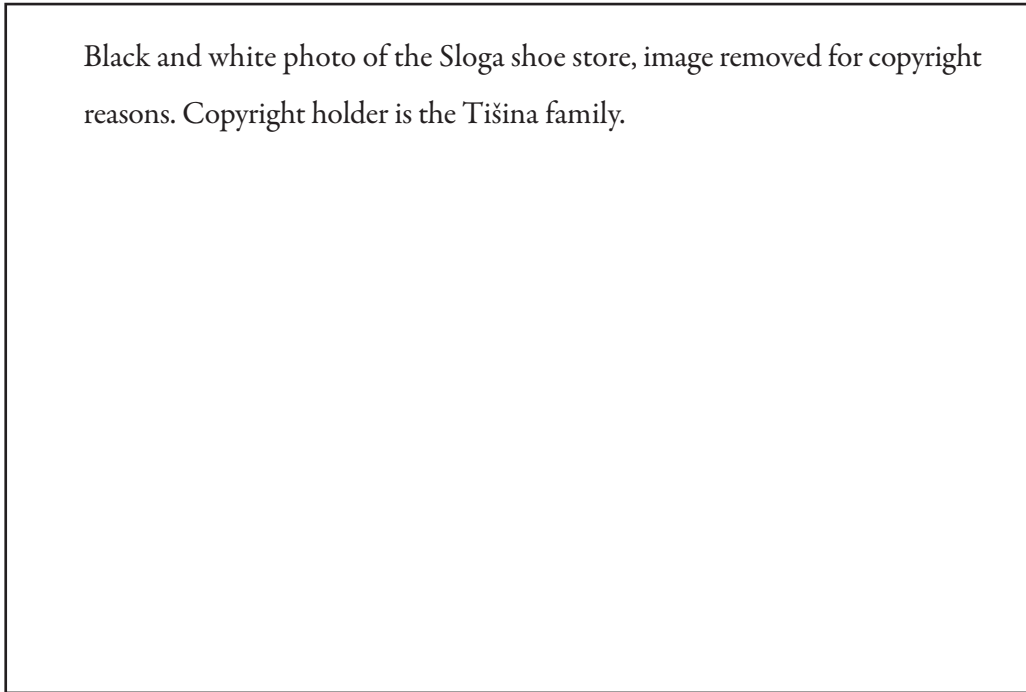 Black and white photo of the Sloga shoe store, image removed for copyright
reasons. Copyright holder is the Tišina family.